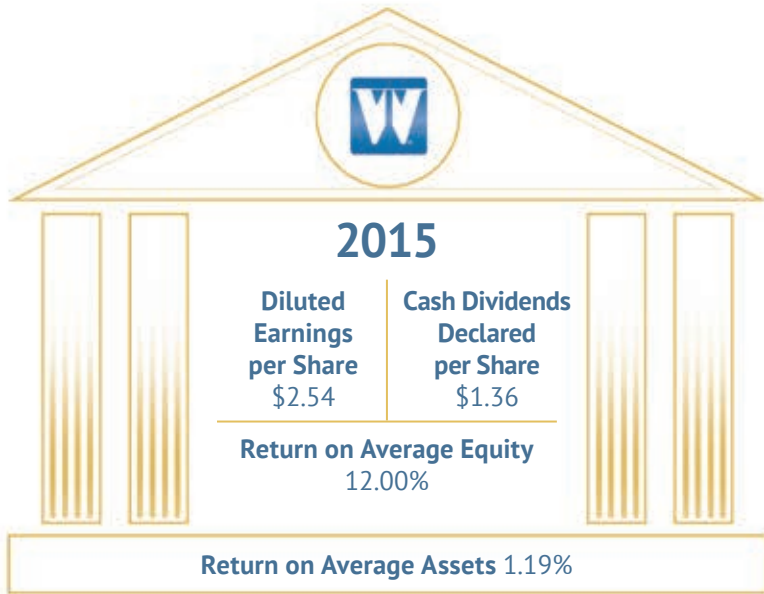 W
2015
Diluted
Earnings
per Share
$2.54
Cash Dividends
Declared
per Share
$1.36
Return on Average Equity
12.00%
Return on Average Assets 1.19%